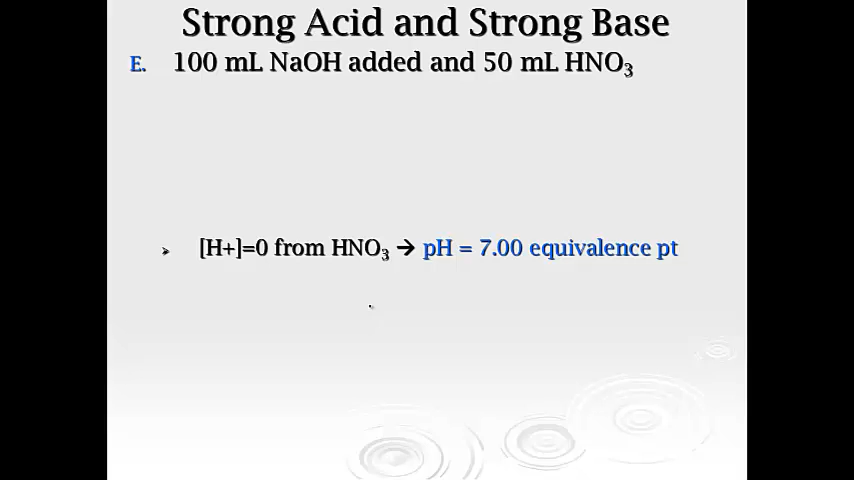 Strong Acid and Strong Base
E. 100 mL NaOH added and 50 mL HNO₃
[H+]=0 from HNO₃ → pH = 7.00 equivalence pt